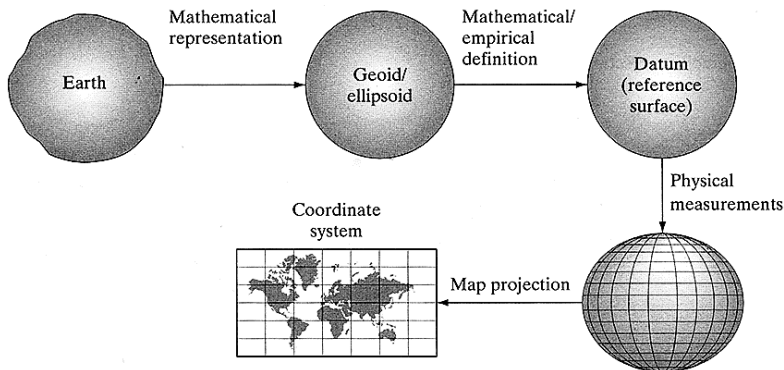 Earth
Mathematical
representation
Geoid/
ellipsoid
Mathematical/
empirical
definition
Datum
(reference
surface)
Physical
measurements
Map projection
Coordinate
system